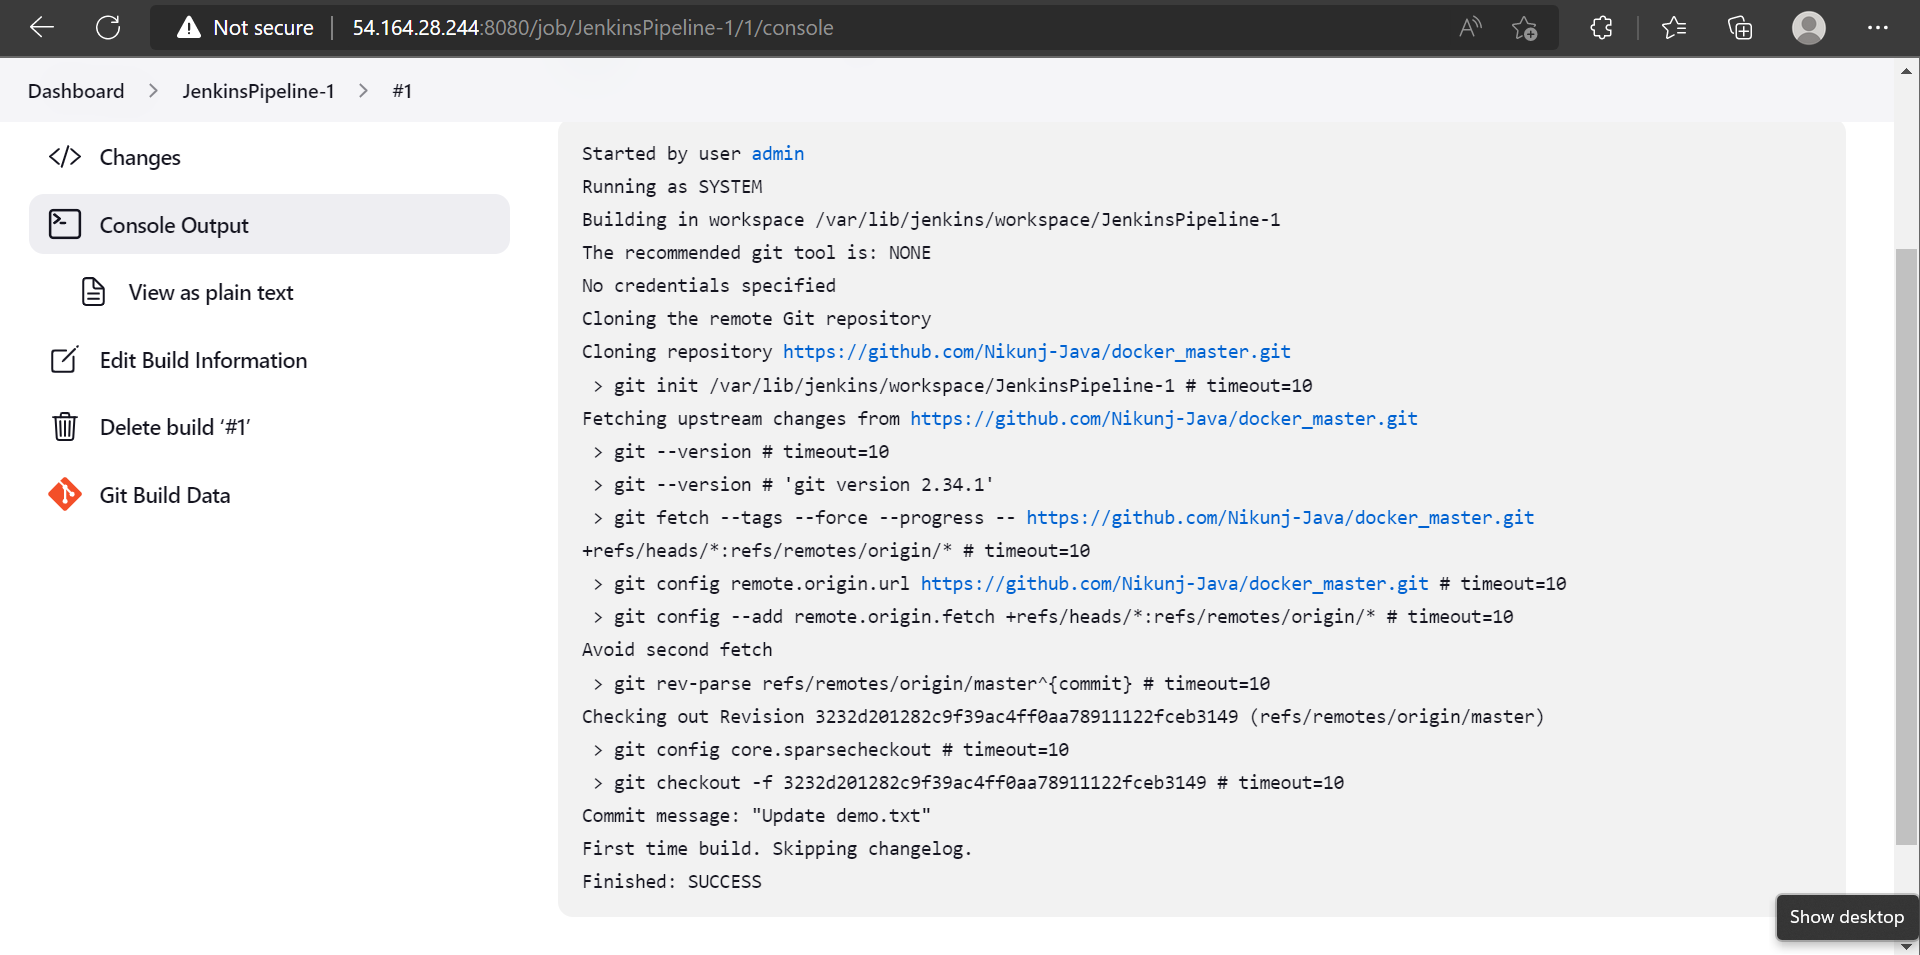 Not secure
54.164.28.244:8080/job/JenkinsPipeline-1/1/console
Dashboard > JenkinsPipeline-1 > #1
Changes
Console Output
View as plain text
Edit Build Information
Delete build ‘#1’
Git Build Data
Started by user admin
Running as SYSTEM
Building in workspace /var/lib/jenkins/workspace/JenkinsPipeline-1
The recommended git tool is: NONE
No credentials specified
Cloning the remote Git repository
Cloning repository https://github.com/Nikunj-Java/docker_master.git
> git init /var/lib/jenkins/workspace/JenkinsPipeline-1 # timeout=10
Fetching upstream changes from https://github.com/Nikunj-Java/docker_master.git
> git --version # timeout=10
> git --version # 'git version 2.34.1'
> git fetch --tags --force --progress -- https://github.com/Nikunj-Java/docker_master.git
+refs/heads/*:refs/remotes/origin/* # timeout=10
> git config remote.origin.url https://github.com/Nikunj-Java/docker_master.git # timeout=10
> git config --add remote.origin.fetch +refs/heads/*:refs/remotes/origin/* # timeout=10
Avoid second fetch
> git rev-parse refs/remotes/origin/master^{commit} # timeout=10
Checking out Revision 3232d201282c9f39ac4ff0aa78911122fceb3149 (refs/remotes/origin/master)
> git config core.sparsecheckout # timeout=10
> git checkout -f 3232d201282c9f39ac4ff0aa78911122fceb3149 # timeout=10
Commit message: "Update demo.txt"
First time build. Skipping changelog.
Finished: SUCCESS
Show desktop